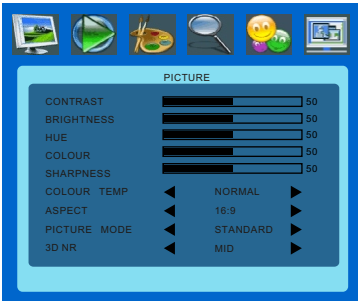 PICTURE
CONTRAST 50
BRIGHTNESS 50
HUE 50
COLOUR 50
SHARPNESS 50
COLOUR TEMP NORMAL
ASPECT 16:9
PICTURE MODE STANDARD
3D NR MID